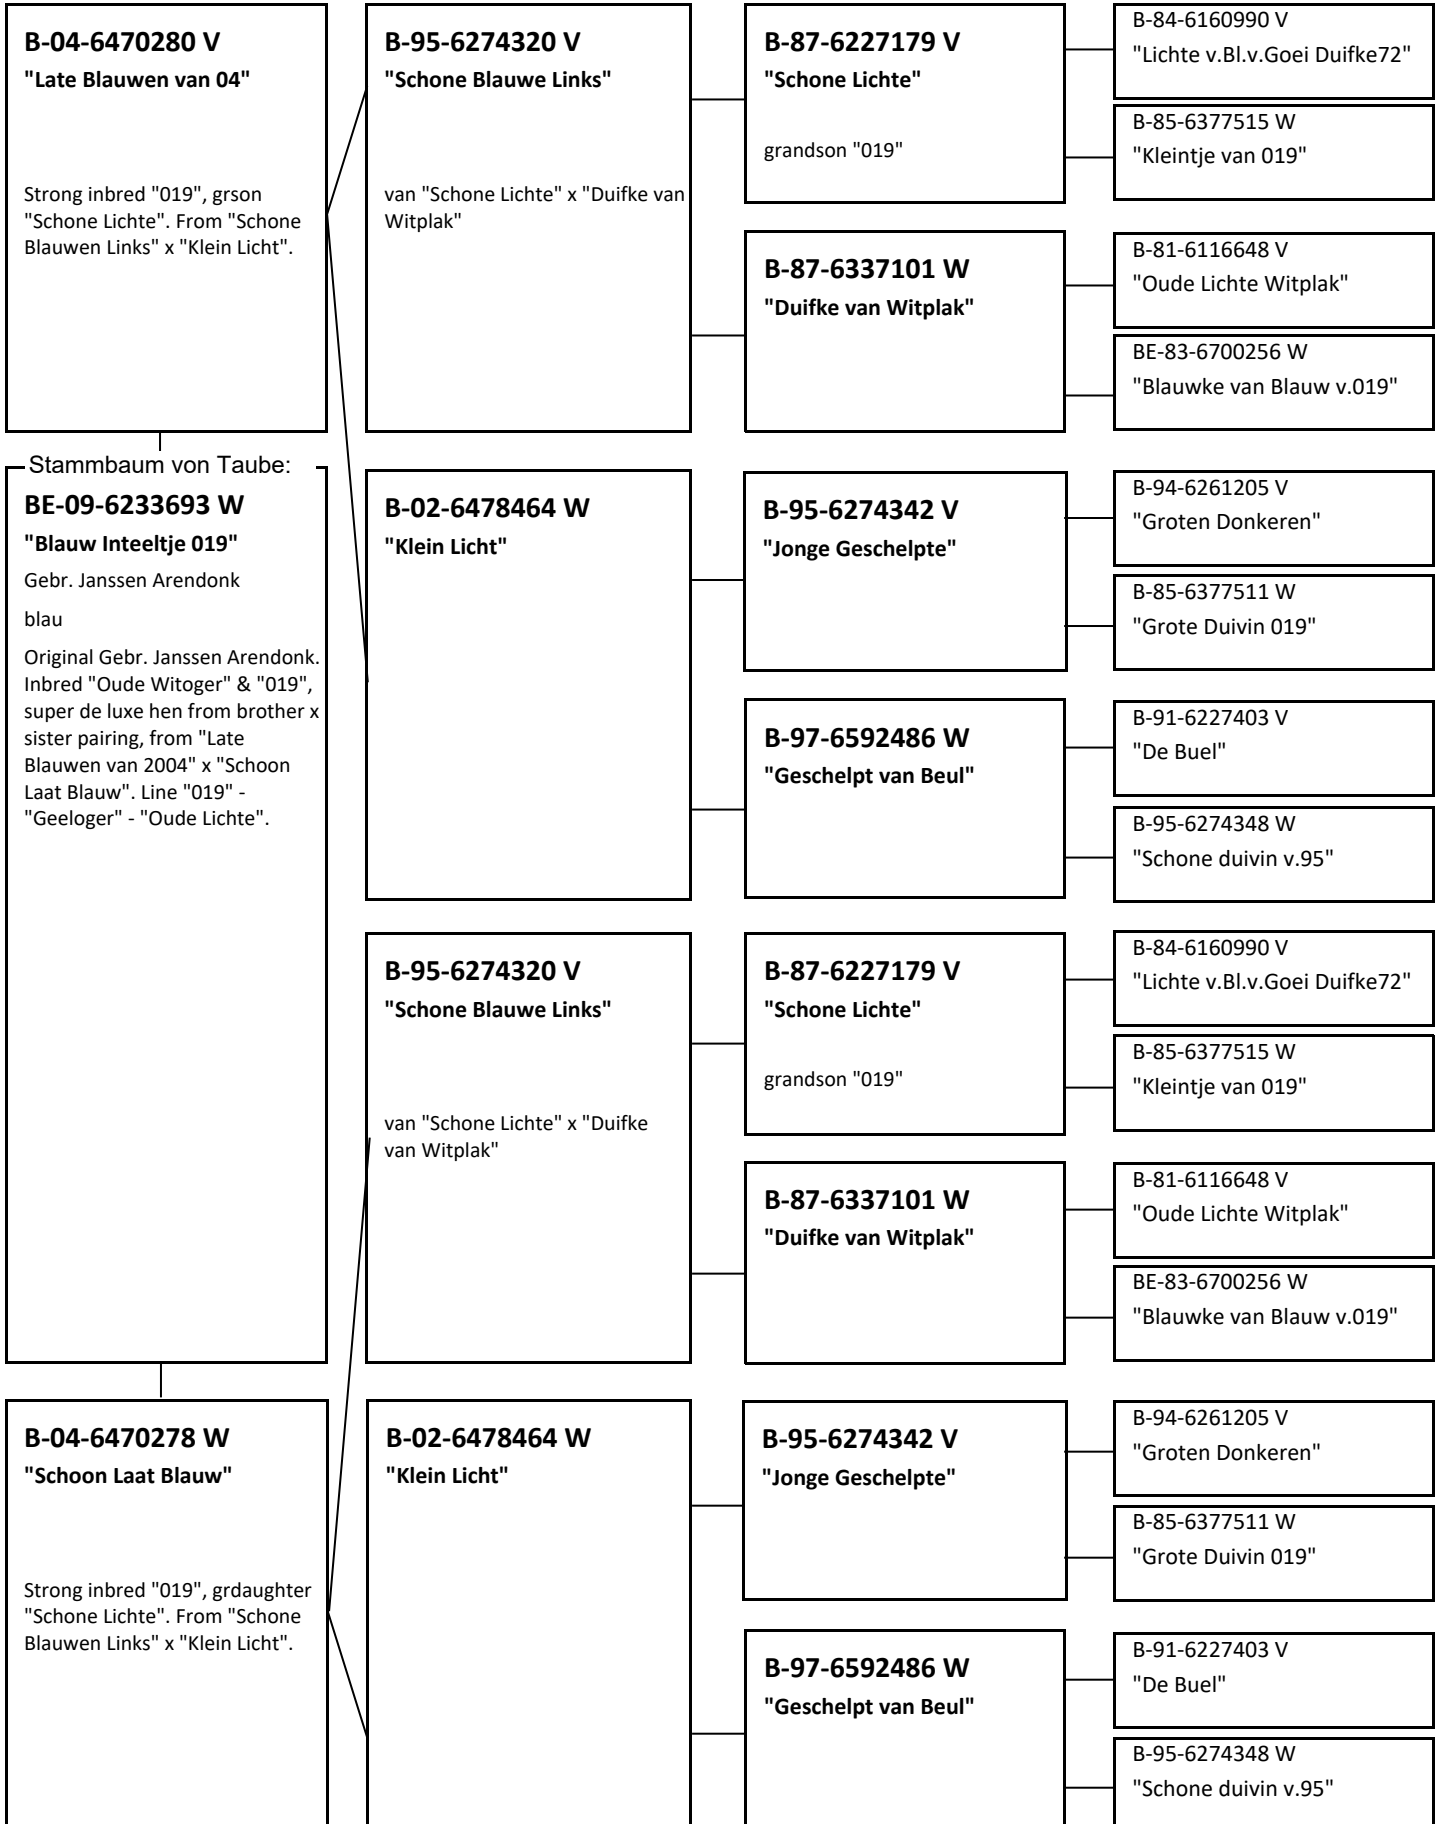 B-04-6470280 V
"Late Blauwen van 04"
Strong inbred "019", grson
"Schone Lichte". From "Schone
Blauwen Links" x "Klein Licht".
Stammbaum von Taube:
BE-09-6233693 W
"Blauw Inteeltje 019"
Gebr. Janssen Arendonk
blau
Original Gebr. Janssen Arendonk.
Inbred "Oude Witoger" & "019",
super de luxe hen from brother x
sister pairing, from "Late
Blauwen van 2004" x "Schoon
Laat Blauw". Line "019" -
"Geeloger" - "Oude Lichte".
B-04-6470278 W
"Schoon Laat Blauw"
Strong inbred "019", grdaughter
"Schone Lichte". From "Schone
Blauwen Links" x "Klein Licht".
B-95-6274320 V
"Schone Blauwe Links"
van "Schone Lichte" x "Duifke van
Witplak"
B-02-6478464 W
"Klein Licht"
B-95-6274320 V
"Schone Blauwe Links"
van "Schone Lichte" x "Duifke
van Witplak"
B-02-6478464 W
"Klein Licht"
B-87-6227179 V
"Schone Lichte"
grandson "019"
B-87-6337101 W
"Duifke van Witplak"
B-95-6274342 V
"Jonge Geschelpte"
B-97-6592486 W
"Geschelpt van Beul"
B-87-6227179 V
"Schone Lichte"
grandson "019"
B-87-6337101 W
"Duifke van Witplak"
B-95-6274342 V
"Jonge Geschelpte"
B-97-6592486 W
"Geschelpt van Beul"
B-84-6160990 V
"Lichte v.Bl.v.Goei Duifke72"
B-85-6377515 W
"Kleintje van 019"
B-81-6116648 V
"Oude Lichte Witplak"
BE-83-6700256 W
"Blauwke van Blauw v.019"
B-94-6261205 V
"Groten Donkeren"
B-85-6377511 W
"Grote Duivin 019"
B-91-6227403 V
"De Buel"
B-95-6274348 W
"Schone duivin v.95"
B-84-6160990 V
"Lichte v.Bl.v.Goei Duifke72"
B-85-6377515 W
"Kleintje van 019"
B-81-6116648 V
"Oude Lichte Witplak"
BE-83-6700256 W
"Blauwke van Blauw v.019"
B-94-6261205 V
"Groten Donkeren"
B-85-6377511 W
"Grote Duivin 019"
B-91-6227403 V
"De Buel"
B-95-6274348 W
"Schone duivin v.95"